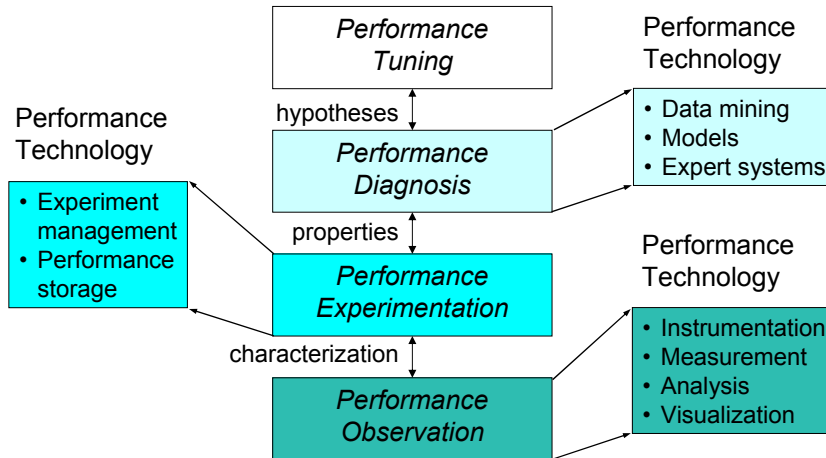 Performance
Tuning
hypotheses
Performance
Diagnosis
properties
Performance
Experimentation
characterization
Performance
Observation
Performance
Technology
• Experiment
management
• Performance
storage
Performance
Technology
• Data mining
• Models
• Expert systems
Performance
Technology
• Instrumentation
• Measurement
• Analysis
• Visualization